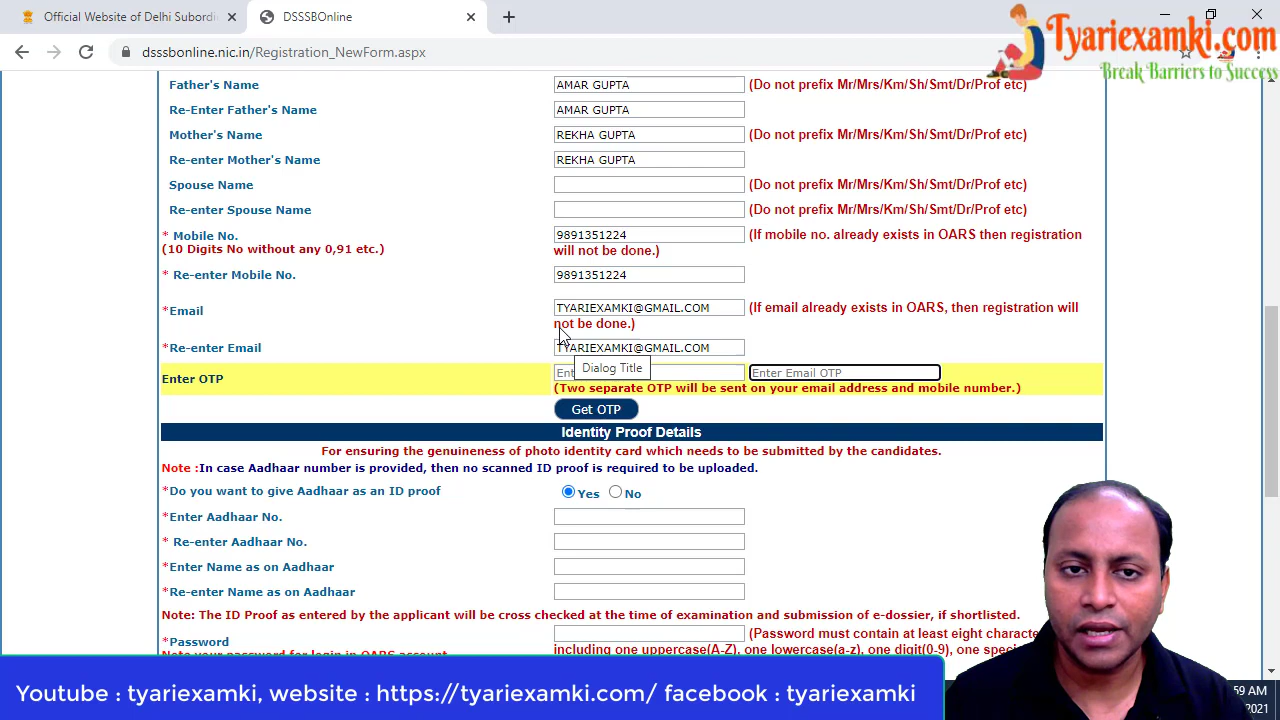 Official Website of Delhi Subordi
DSSSBOnline
dsssbonline.nic.in/Registration_NewForm.aspx
Tyariexamki.com
Break Barriers to Success
Father's Name AMAR GUPTA (Do not prefix Mr/Mrs/Km/Sh/Smt/Dr/Prof etc)
Re-Enter Father's Name AMAR GUPTA
Mother's Name REKHA GUPTA (Do not prefix Mr/Mrs/Km/Sh/Smt/Dr/Prof etc)
Re-enter Mother's Name REKHA GUPTA
Spouse Name (Do not prefix Mr/Mrs/Km/Sh/Smt/Dr/Prof etc)
Re-enter Spouse Name (Do not prefix Mr/Mrs/Km/Sh/Smt/Dr/Prof etc)
* Mobile No. 9891351224 (If mobile no. already exists in OARS then registration
(10 Digits No without any 0,91 etc.) will not be done.)
* Re-enter Mobile No. 9891351224
*Email TYARIEXAMKI@GMAIL.COM (If email already exists in OARS, then registration will
not be done.)
*Re-enter Email TYARIEXAMKI@GMAIL.COM
Dialog Title
Enter OTP Enter Email OTP
(Two separate OTP will be sent on your email address and mobile number.)
Get OTP
Identity Proof Details
For ensuring the genuineness of photo identity card which needs to be submitted by the candidates.
Note :In case Aadhaar number is provided, then no scanned ID proof is required to be uploaded.
*Do you want to give Aadhaar as an ID proof Yes No
*Enter Aadhaar No.
* Re-enter Aadhaar No.
*Enter Name as on Aadhaar
*Re-enter Name as on Aadhaar
Note: The ID Proof as entered by the applicant will be cross checked at the time of examination and submission of e-dossier, if shortlisted.
*Password (Password must contain at least eight characte
Note your password for login in OARS account including one uppercase(A-Z), one lowercase(a-z), one digit(0-9), one speci
Youtube : tyariexamki, website : https://tyariexamki.com/ facebook : tyariexamki
59 AM
2021